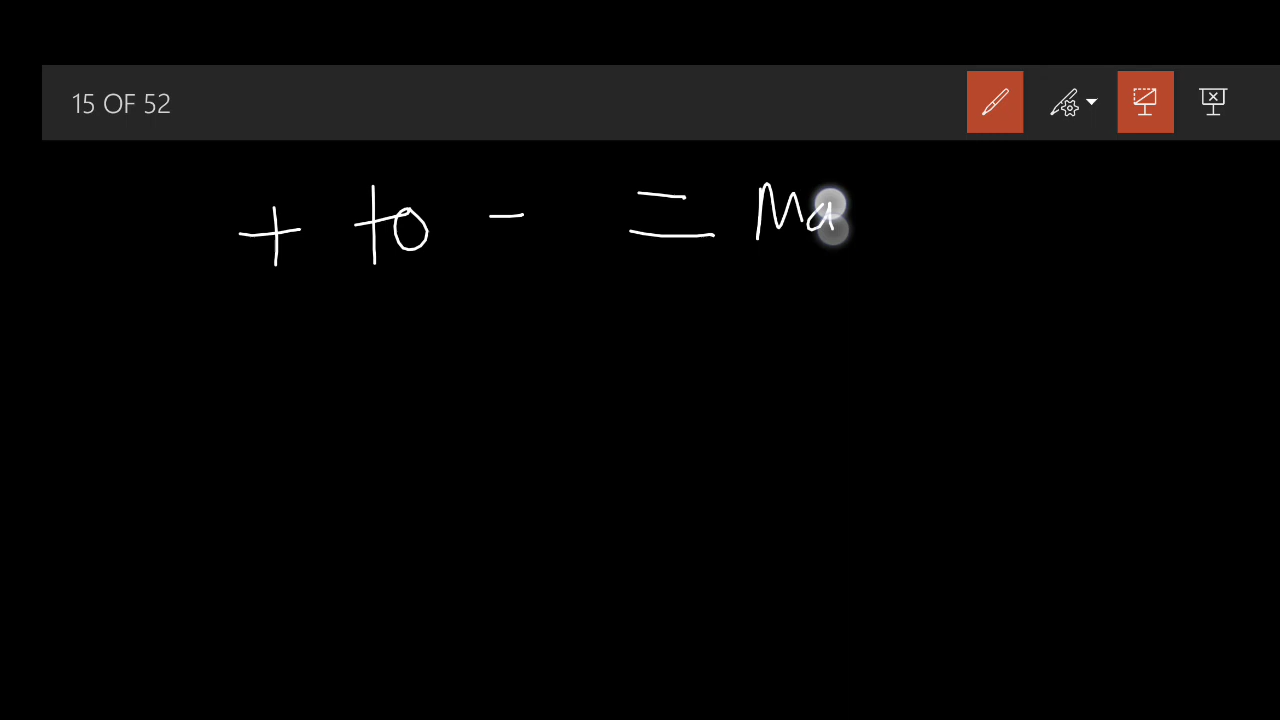 15 OF 52
+ to - = Ma